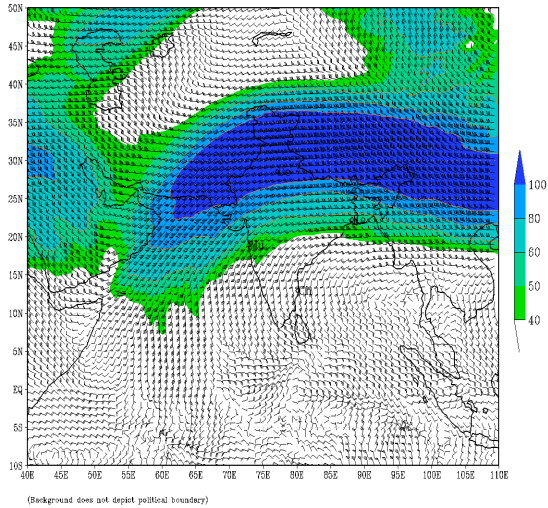 50N
45N
40N
35N
30N
25N
20N
15N
10N
5N
EQ
5S
10S
40E 45E 50E 55E 60E 65E 70E 75E 80E 85E 90E 95E 100E 105E 110E
100
80
60
50
40
(Background does not depict political boundary)